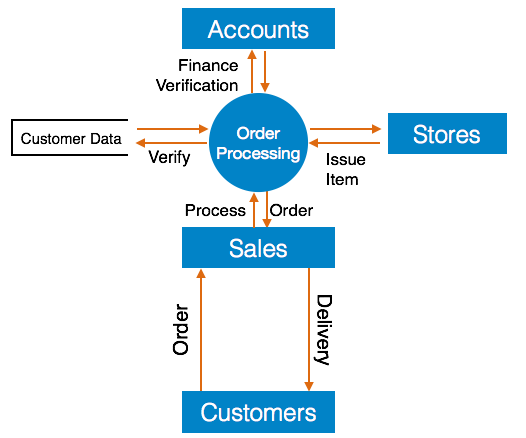 Accounts
Finance
Verification
Customer Data
Order
Processing
Stores
Verify
Issue
Item
Process
Order
Sales
Order
Delivery
Customers